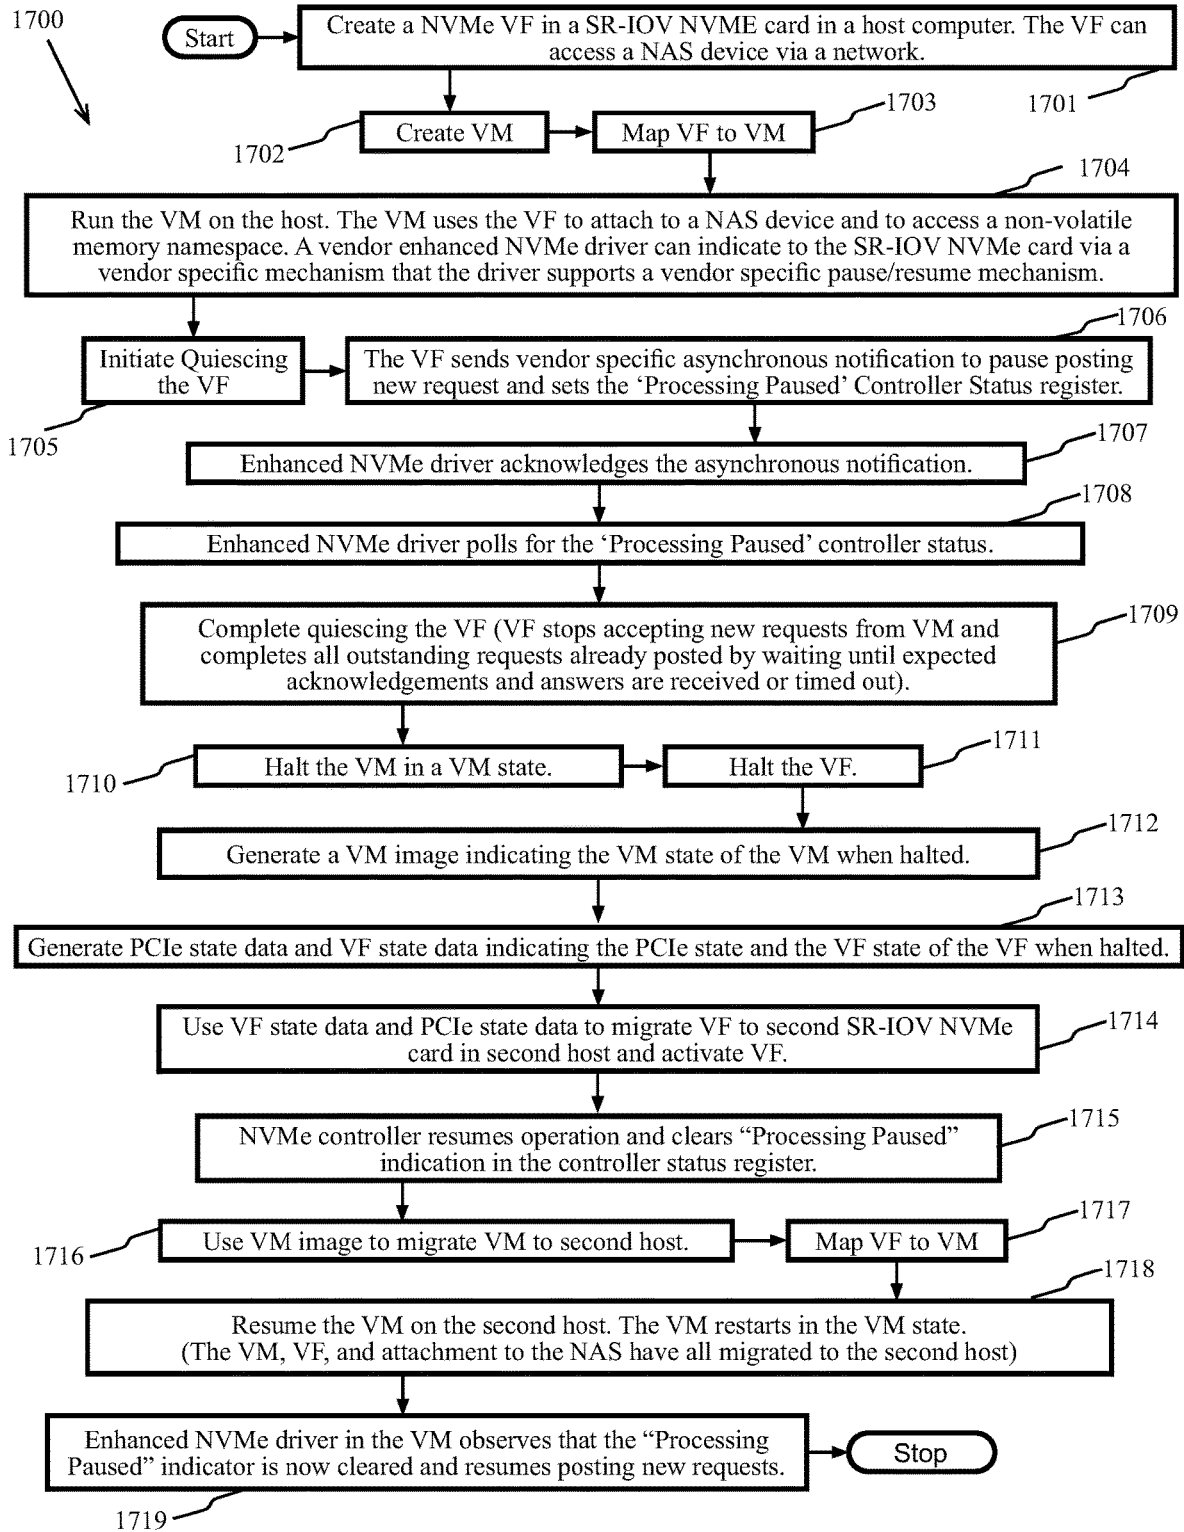 1700
Start
Create a NVMe VF in a SR-IOV NVME card in a host computer. The VF can
access a NAS device via a network.
1701
1702
Create VM
Map VF to VM
1703
1704
Run the VM on the host. The VM uses the VF to attach to a NAS device and to access a non-volatile
memory namespace. A vendor enhanced NVMe driver can indicate to the SR-IOV NVMe card via a
vendor specific mechanism that the driver supports a vendor specific pause/resume mechanism.
1705
Initiate Quiescing
the VF
1706
The VF sends vendor specific asynchronous notification to pause posting
new request and sets the ‘Processing Paused’ Controller Status register.
1707
Enhanced NVMe driver acknowledges the asynchronous notification.
1708
Enhanced NVMe driver polls for the ‘Processing Paused’ controller status.
1709
Complete quiescing the VF (VF stops accepting new requests from VM and
completes all outstanding requests already posted by waiting until expected
acknowledgements and answers are received or timed out).
1710
Halt the VM in a VM state.
Halt the VF.
1711
1712
Generate a VM image indicating the VM state of the VM when halted.
1713
Generate PCIe state data and VF state data indicating the PCIe state and the VF state of the VF when halted.
1714
Use VF state data and PCIe state data to migrate VF to second SR-IOV NVMe
card in second host and activate VF.
1715
NVMe controller resumes operation and clears “Processing Paused”
indication in the controller status register.
1716
Use VM image to migrate VM to second host.
Map VF to VM
1717
1718
Resume the VM on the second host. The VM restarts in the VM state.
(The VM, VF, and attachment to the NAS have all migrated to the second host)
Enhanced NVMe driver in the VM observes that the “Processing
Paused” indicator is now cleared and resumes posting new requests.
Stop
1719